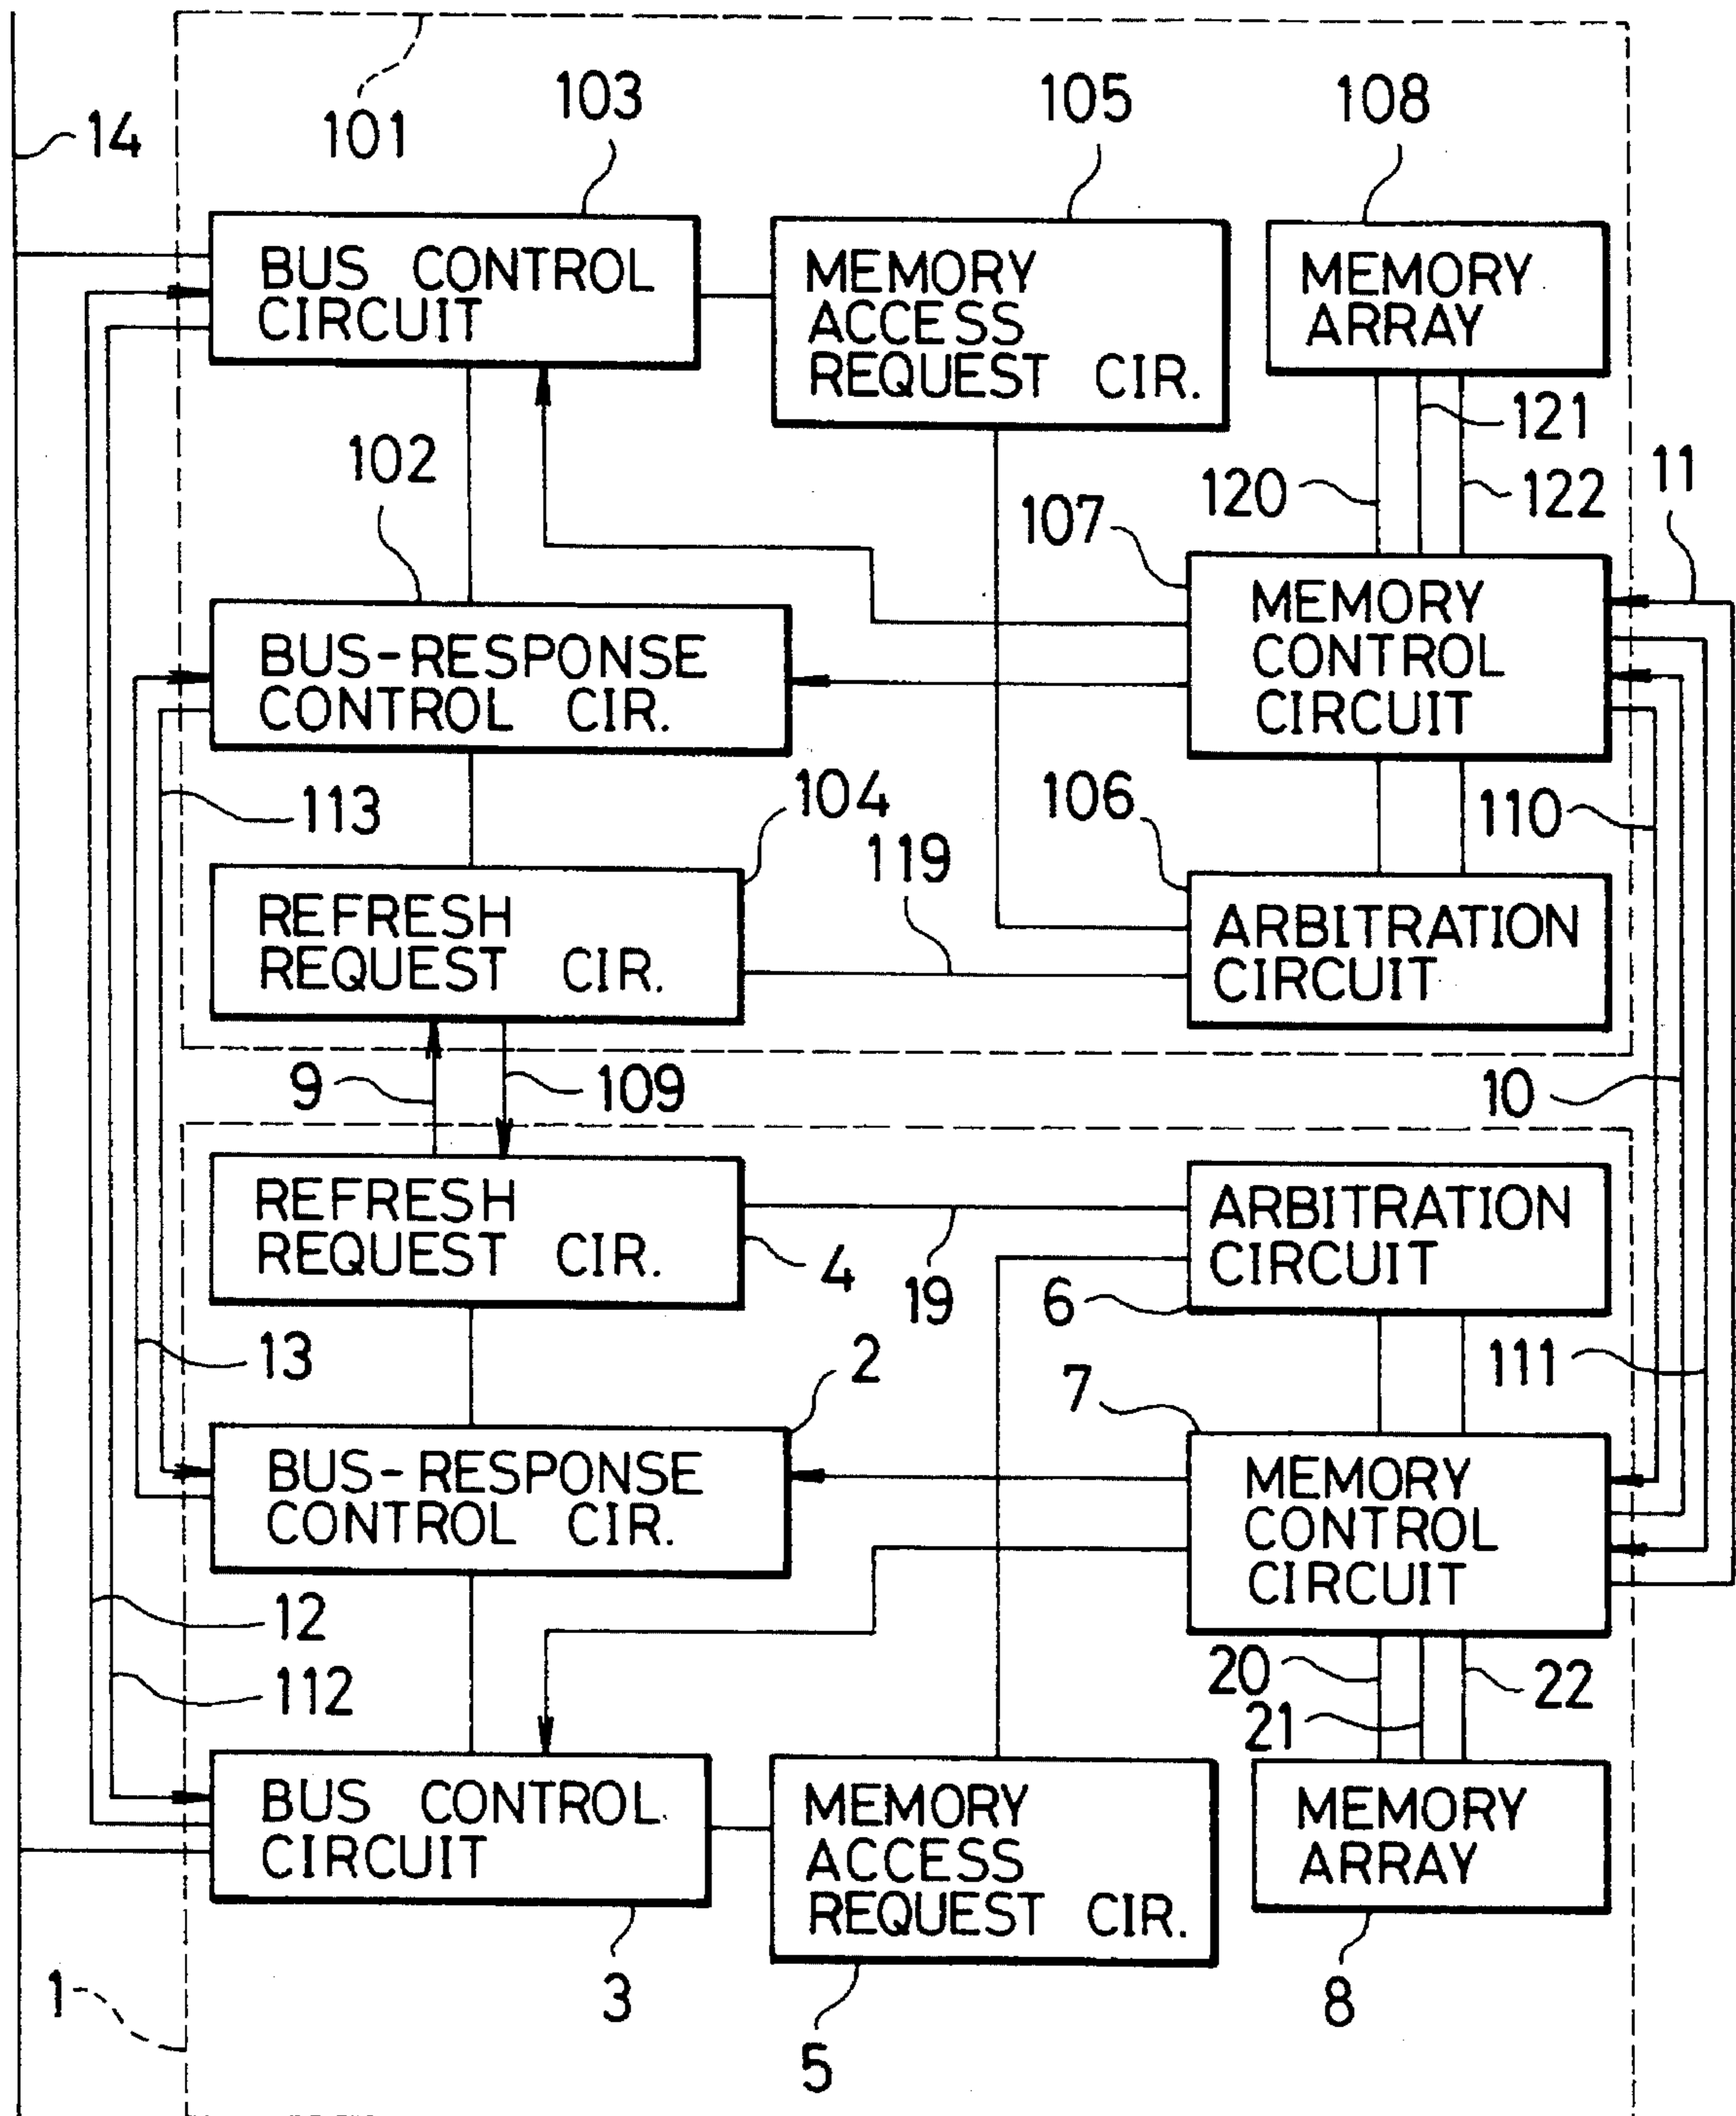 101
14
103
105
108
BUS CONTROL
CIRCUIT
MEMORY
ACCESS
REQUEST CIR.
MEMORY
ARRAY
121
102
120
122
11
107
BUS-RESPONSE
CONTROL CIR.
MEMORY
CONTROL
CIRCUIT
113
104
119
106
110
REFRESH
REQUEST CIR.
ARBITRATION
CIRCUIT
9
109
10
REFRESH
REQUEST CIR.
ARBITRATION
CIRCUIT
4
19
6
13
2
7
111
BUS-RESPONSE
CONTROL CIR.
MEMORY
CONTROL
CIRCUIT
12
112
20
21
22
BUS CONTROL
CIRCUIT
MEMORY
ACCESS
REQUEST CIR.
MEMORY
ARRAY
1
3
5
8